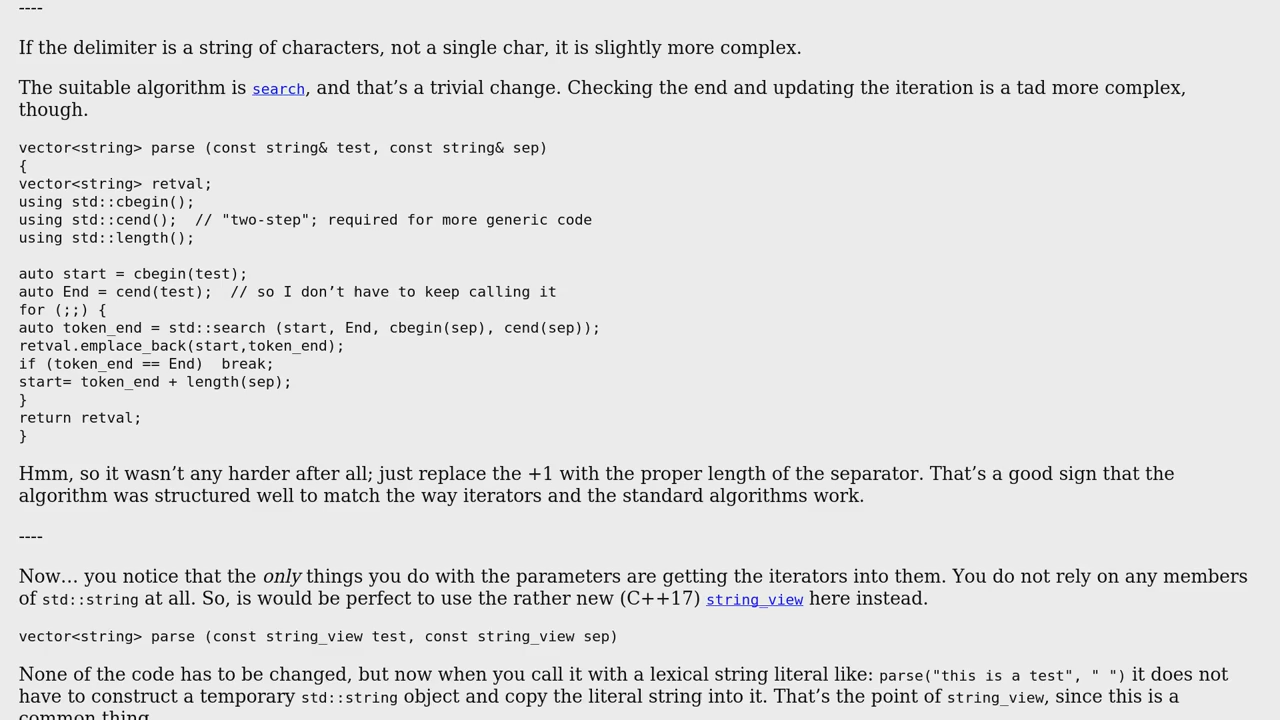 ----
If the delimiter is a string of characters, not a single char, it is slightly more complex.
The suitable algorithm is search, and that’s a trivial change. Checking the end and updating the iteration is a tad more complex,
though.
vector<string> parse (const string& test, const string& sep)
{
vector<string> retval;
using std::cbegin();
using std::cend();  // "two-step"; required for more generic code
using std::length();
auto start = cbegin(test);
auto End = cend(test);  // so I don’t have to keep calling it
for (;;) {
auto token_end = std::search (start, End, cbegin(sep), cend(sep));
retval.emplace_back(start,token_end);
if (token_end == End)  break;
start= token_end + length(sep);
}
return retval;
}
Hmm, so it wasn’t any harder after all; just replace the +1 with the proper length of the separator. That’s a good sign that the
algorithm was structured well to match the way iterators and the standard algorithms work.
----
Now… you notice that the only things you do with the parameters are getting the iterators into them. You do not rely on any members
of std::string at all. So, is would be perfect to use the rather new (C++17) string_view here instead.
vector<string> parse (const string_view test, const string_view sep)
None of the code has to be changed, but now when you call it with a lexical string literal like: parse("this is a test", " ") it does not
have to construct a temporary std::string object and copy the literal string into it. That’s the point of string_view, since this is a
common thing.